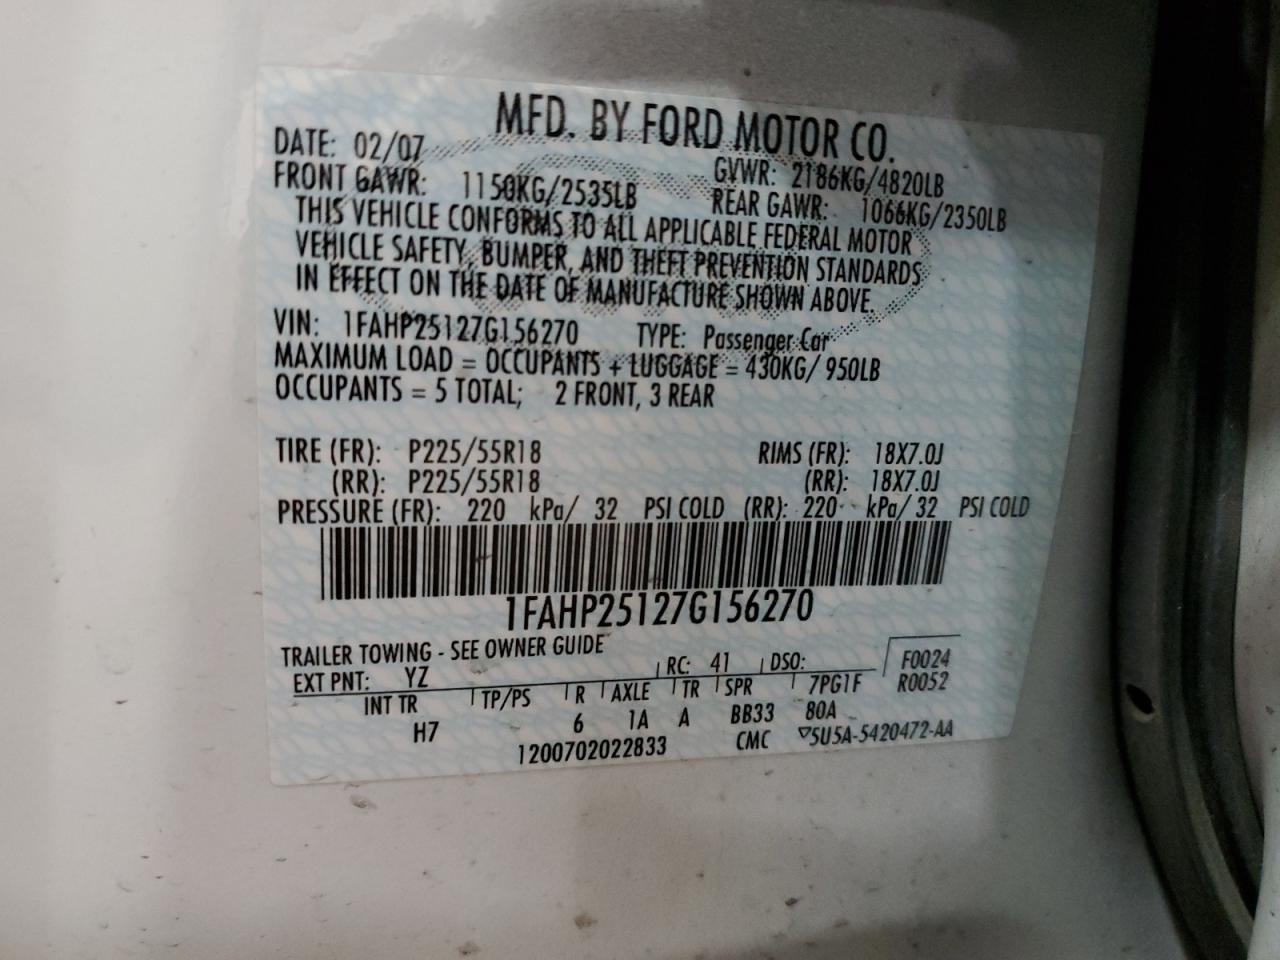 MFD. BY FORD MOTOR CO.
DATE: 02/07 GVWR: 2186KG/4820LB
FRONT GAWR: 1150KG/2535LB REAR GAWR: 1066KG/2350LB
THIS VEHICLE CONFORMS TO ALL APPLICABLE FEDERAL MOTOR
VEHICLE SAFETY, BUMPER, AND THEFT PREVENTION STANDARDS
IN EFFECT ON THE DATE OF MANUFACTURE SHOWN ABOVE.
VIN: 1FAHP25127G156270 TYPE: Passenger Car
MAXIMUM LOAD = OCCUPANTS + LUGGAGE = 430KG/ 950LB
OCCUPANTS = 5 TOTAL; 2 FRONT, 3 REAR
TIRE (FR): P225/55R18 RIMS (FR): 18X7.0J
(RR): P225/55R18 (RR): 18X7.0J
PRESSURE (FR): 220 kPa/ 32 PSI COLD (RR): 220 kPa/ 32 PSI COLD
1FAHP25127G156270
TRAILER TOWING - SEE OWNER GUIDE
EXT PNT: YZ RC: 41 DSO: F0024
INT TR TP/PS R AXLE TR SPR 7PG1F R0052
H7 6 1A A BB33 80A
1200702022833 CMC ▽5U5A-5420472-AA